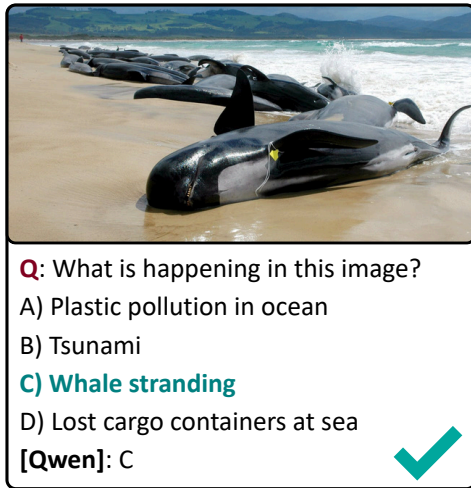 Q: What is happening in this image?
A) Plastic pollution in ocean
B) Tsunami
C) Whale stranding
D) Lost cargo containers at sea
[Qwen]: C